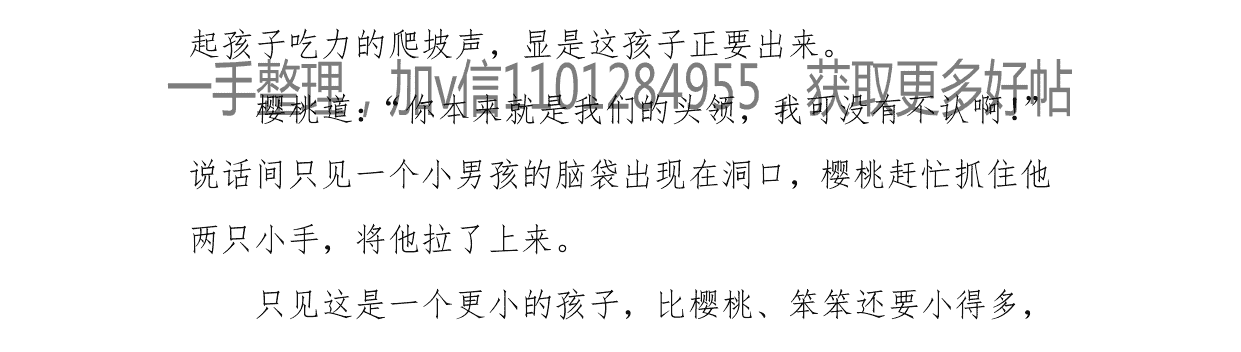 起孩子吃力的爬坡声，显是这孩子正要出来。
一手整理，加v信1101284955，获取更多好帖
樱桃道：“你本来就是我们的头领，我可没有不认啊！”
说话间只见一个小男孩的脑袋出现在洞口，樱桃赶忙抓住他
两只小手，将他拉了上来。
只见这是一个更小的孩子，比樱桃、笨笨还要小得多，